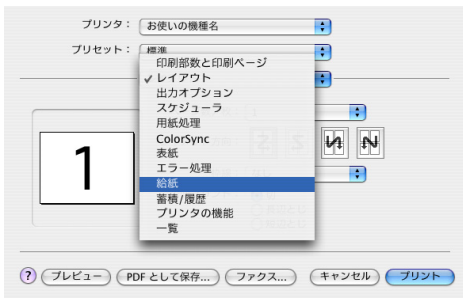 プリンタ： お使いの機種名
プリセット： 標準
印刷部数と印刷ページ
✓ レイアウト
出力オプション
スケジューラ
用紙処理
ColorSync
表紙
エラー処理
給紙
蓄積/履歴
プリンタの機能
一覧
1
? プレビュー PDF として保存... ファクス... キャンセル プリント